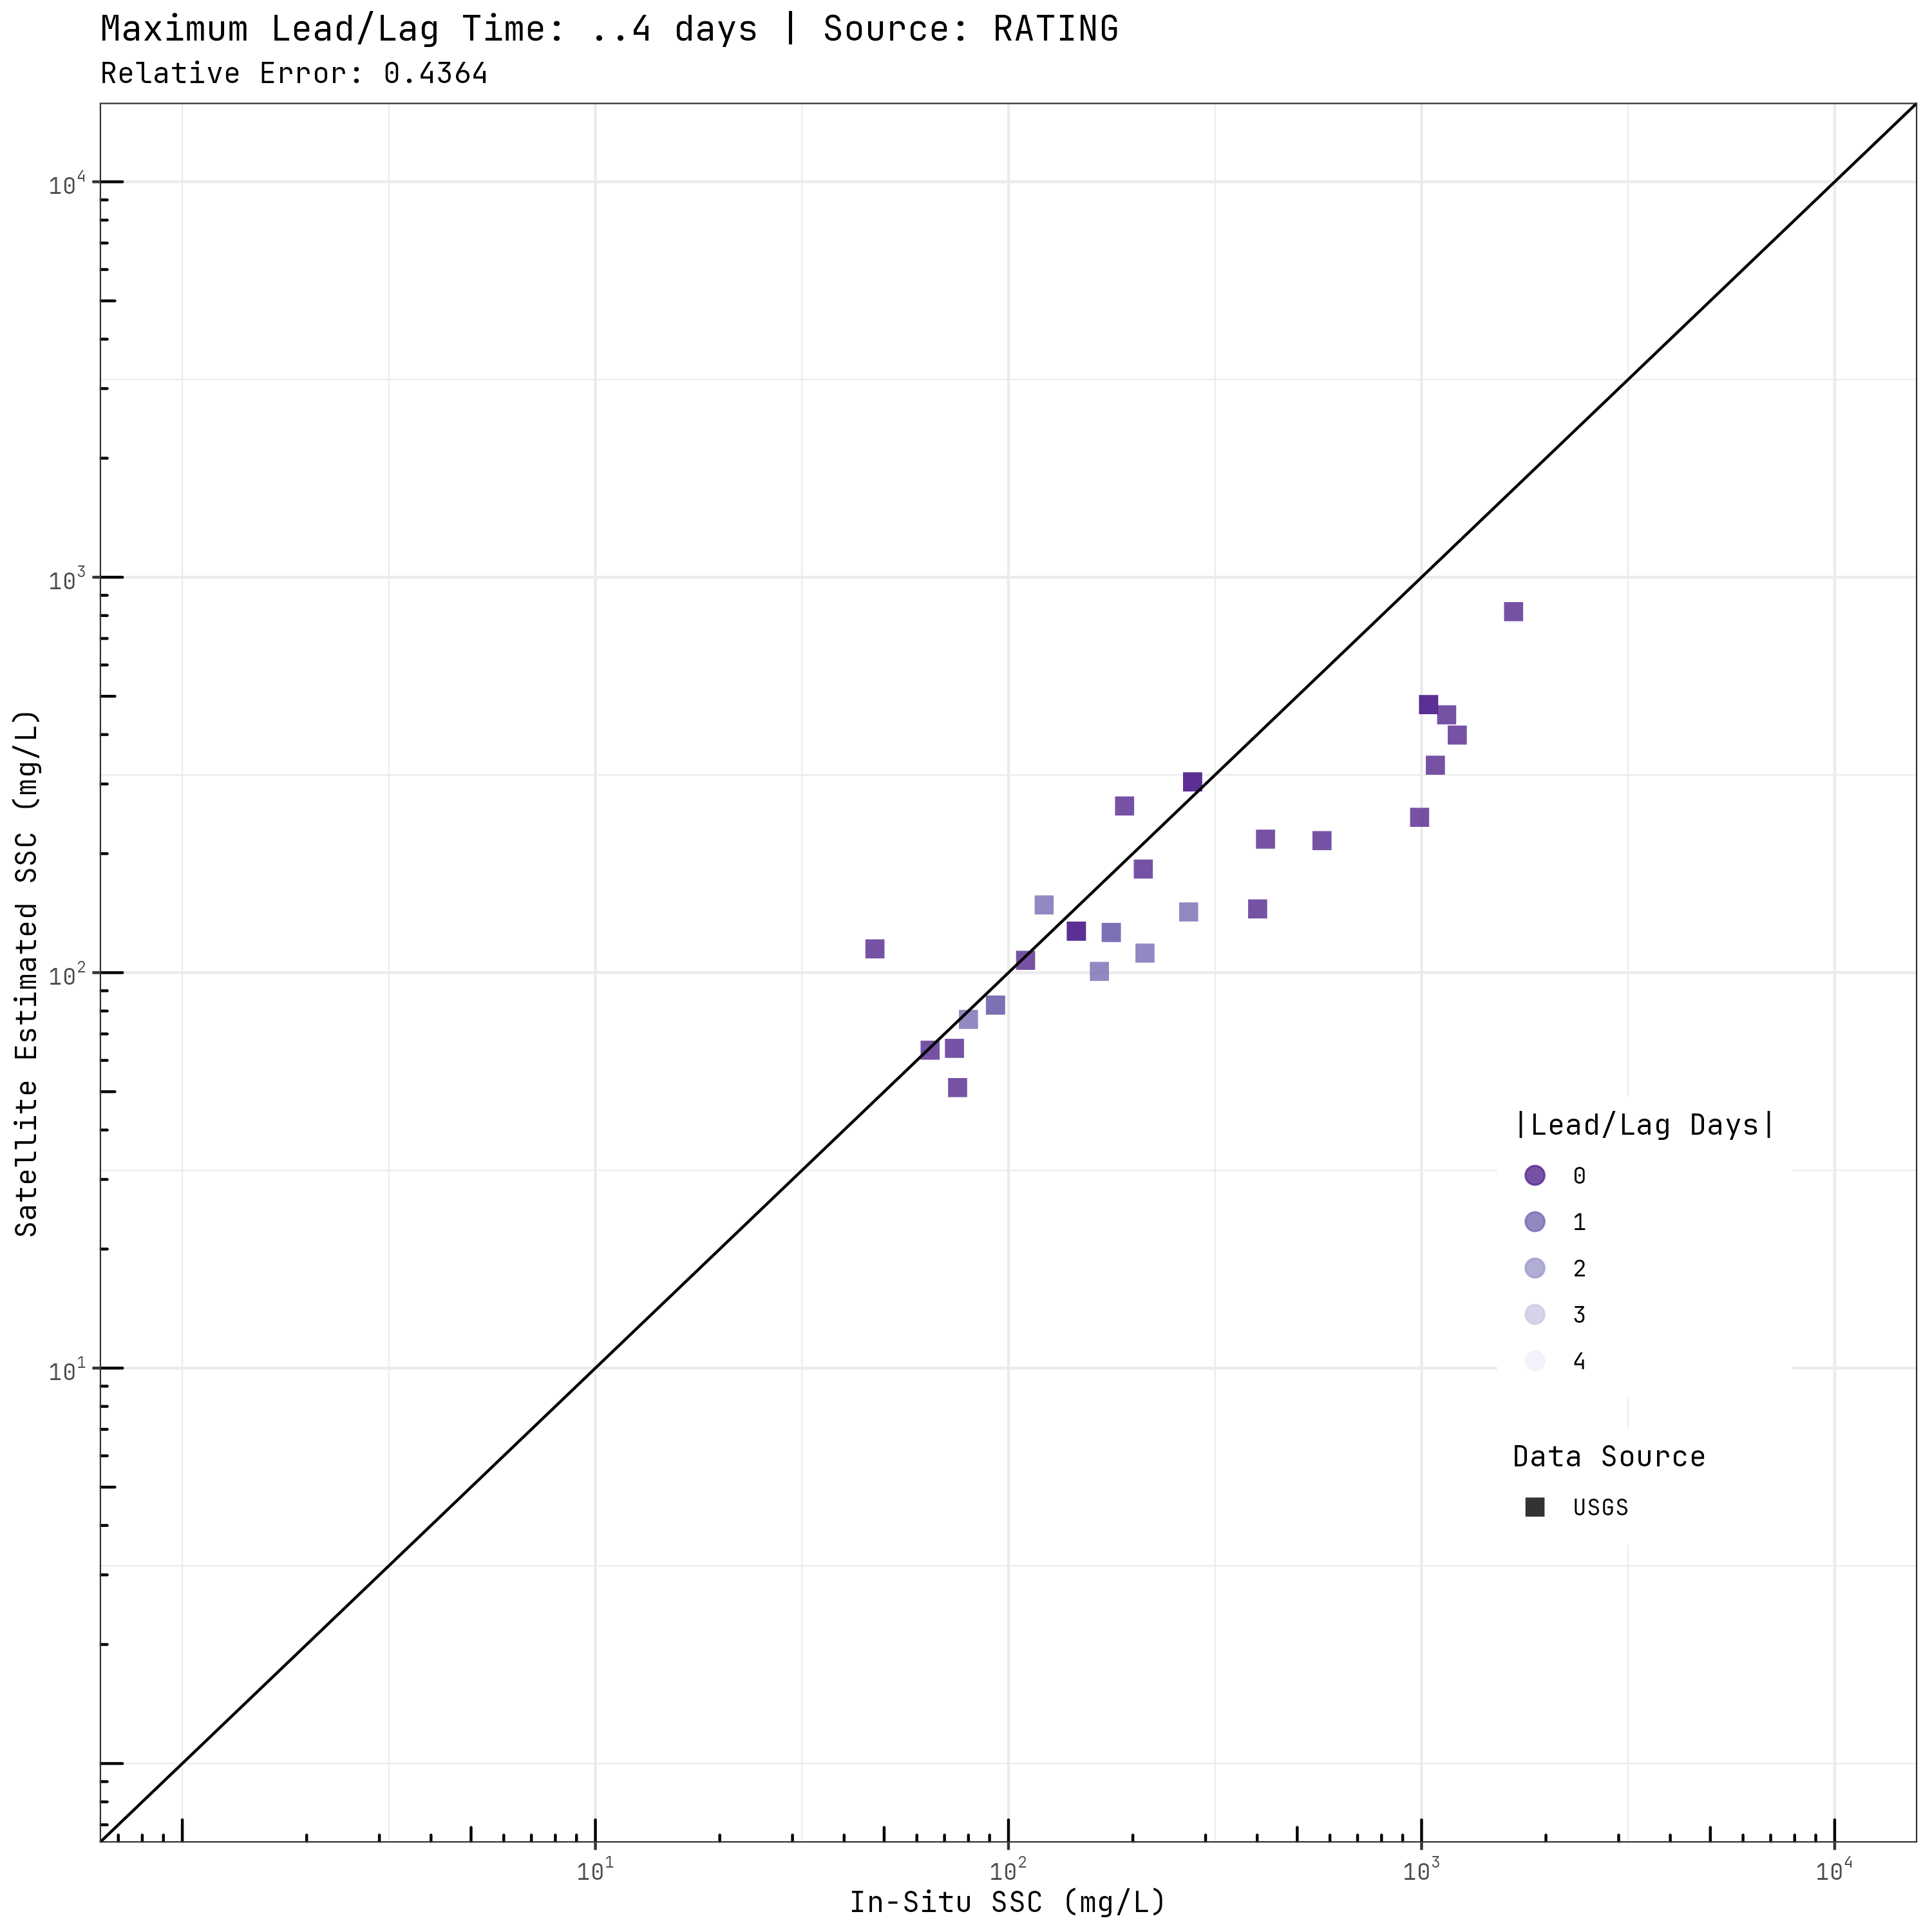 Maximum Lead/Lag Time: ..4 days | Source: RATING
Relative Error: 0.4364
10⁴
10³
10²
10¹
Satellite Estimated SSC (mg/L)
|Lead/Lag Days|
0
1
2
3
4
Data Source
USGS
10¹ 10² 10³ 10⁴
In-Situ SSC (mg/L)